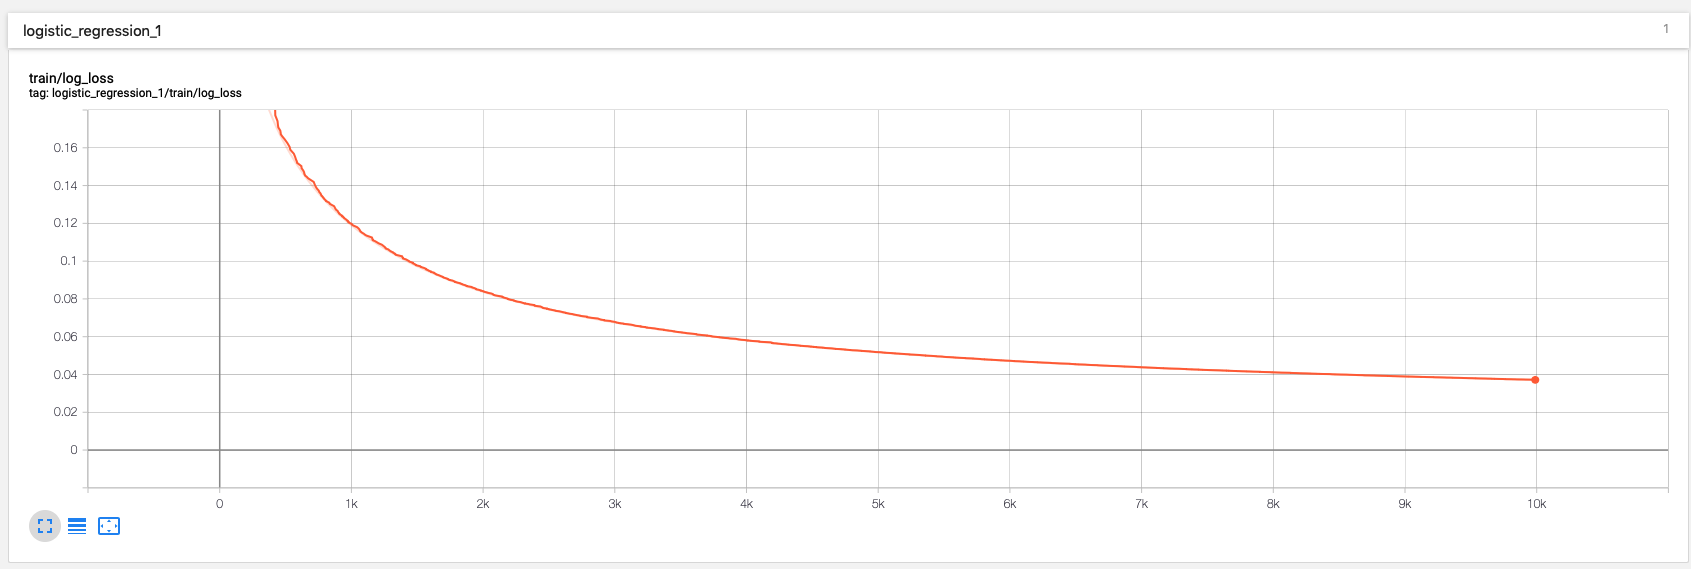 logistic_regression_1 1
train/log_loss
tag: logistic_regression_1/train/log_loss
0.16
0.14
0.12
0.1
0.08
0.06
0.04
0.02
0
0 1k 2k 3k 4k 5k 6k 7k 8k 9k 10k